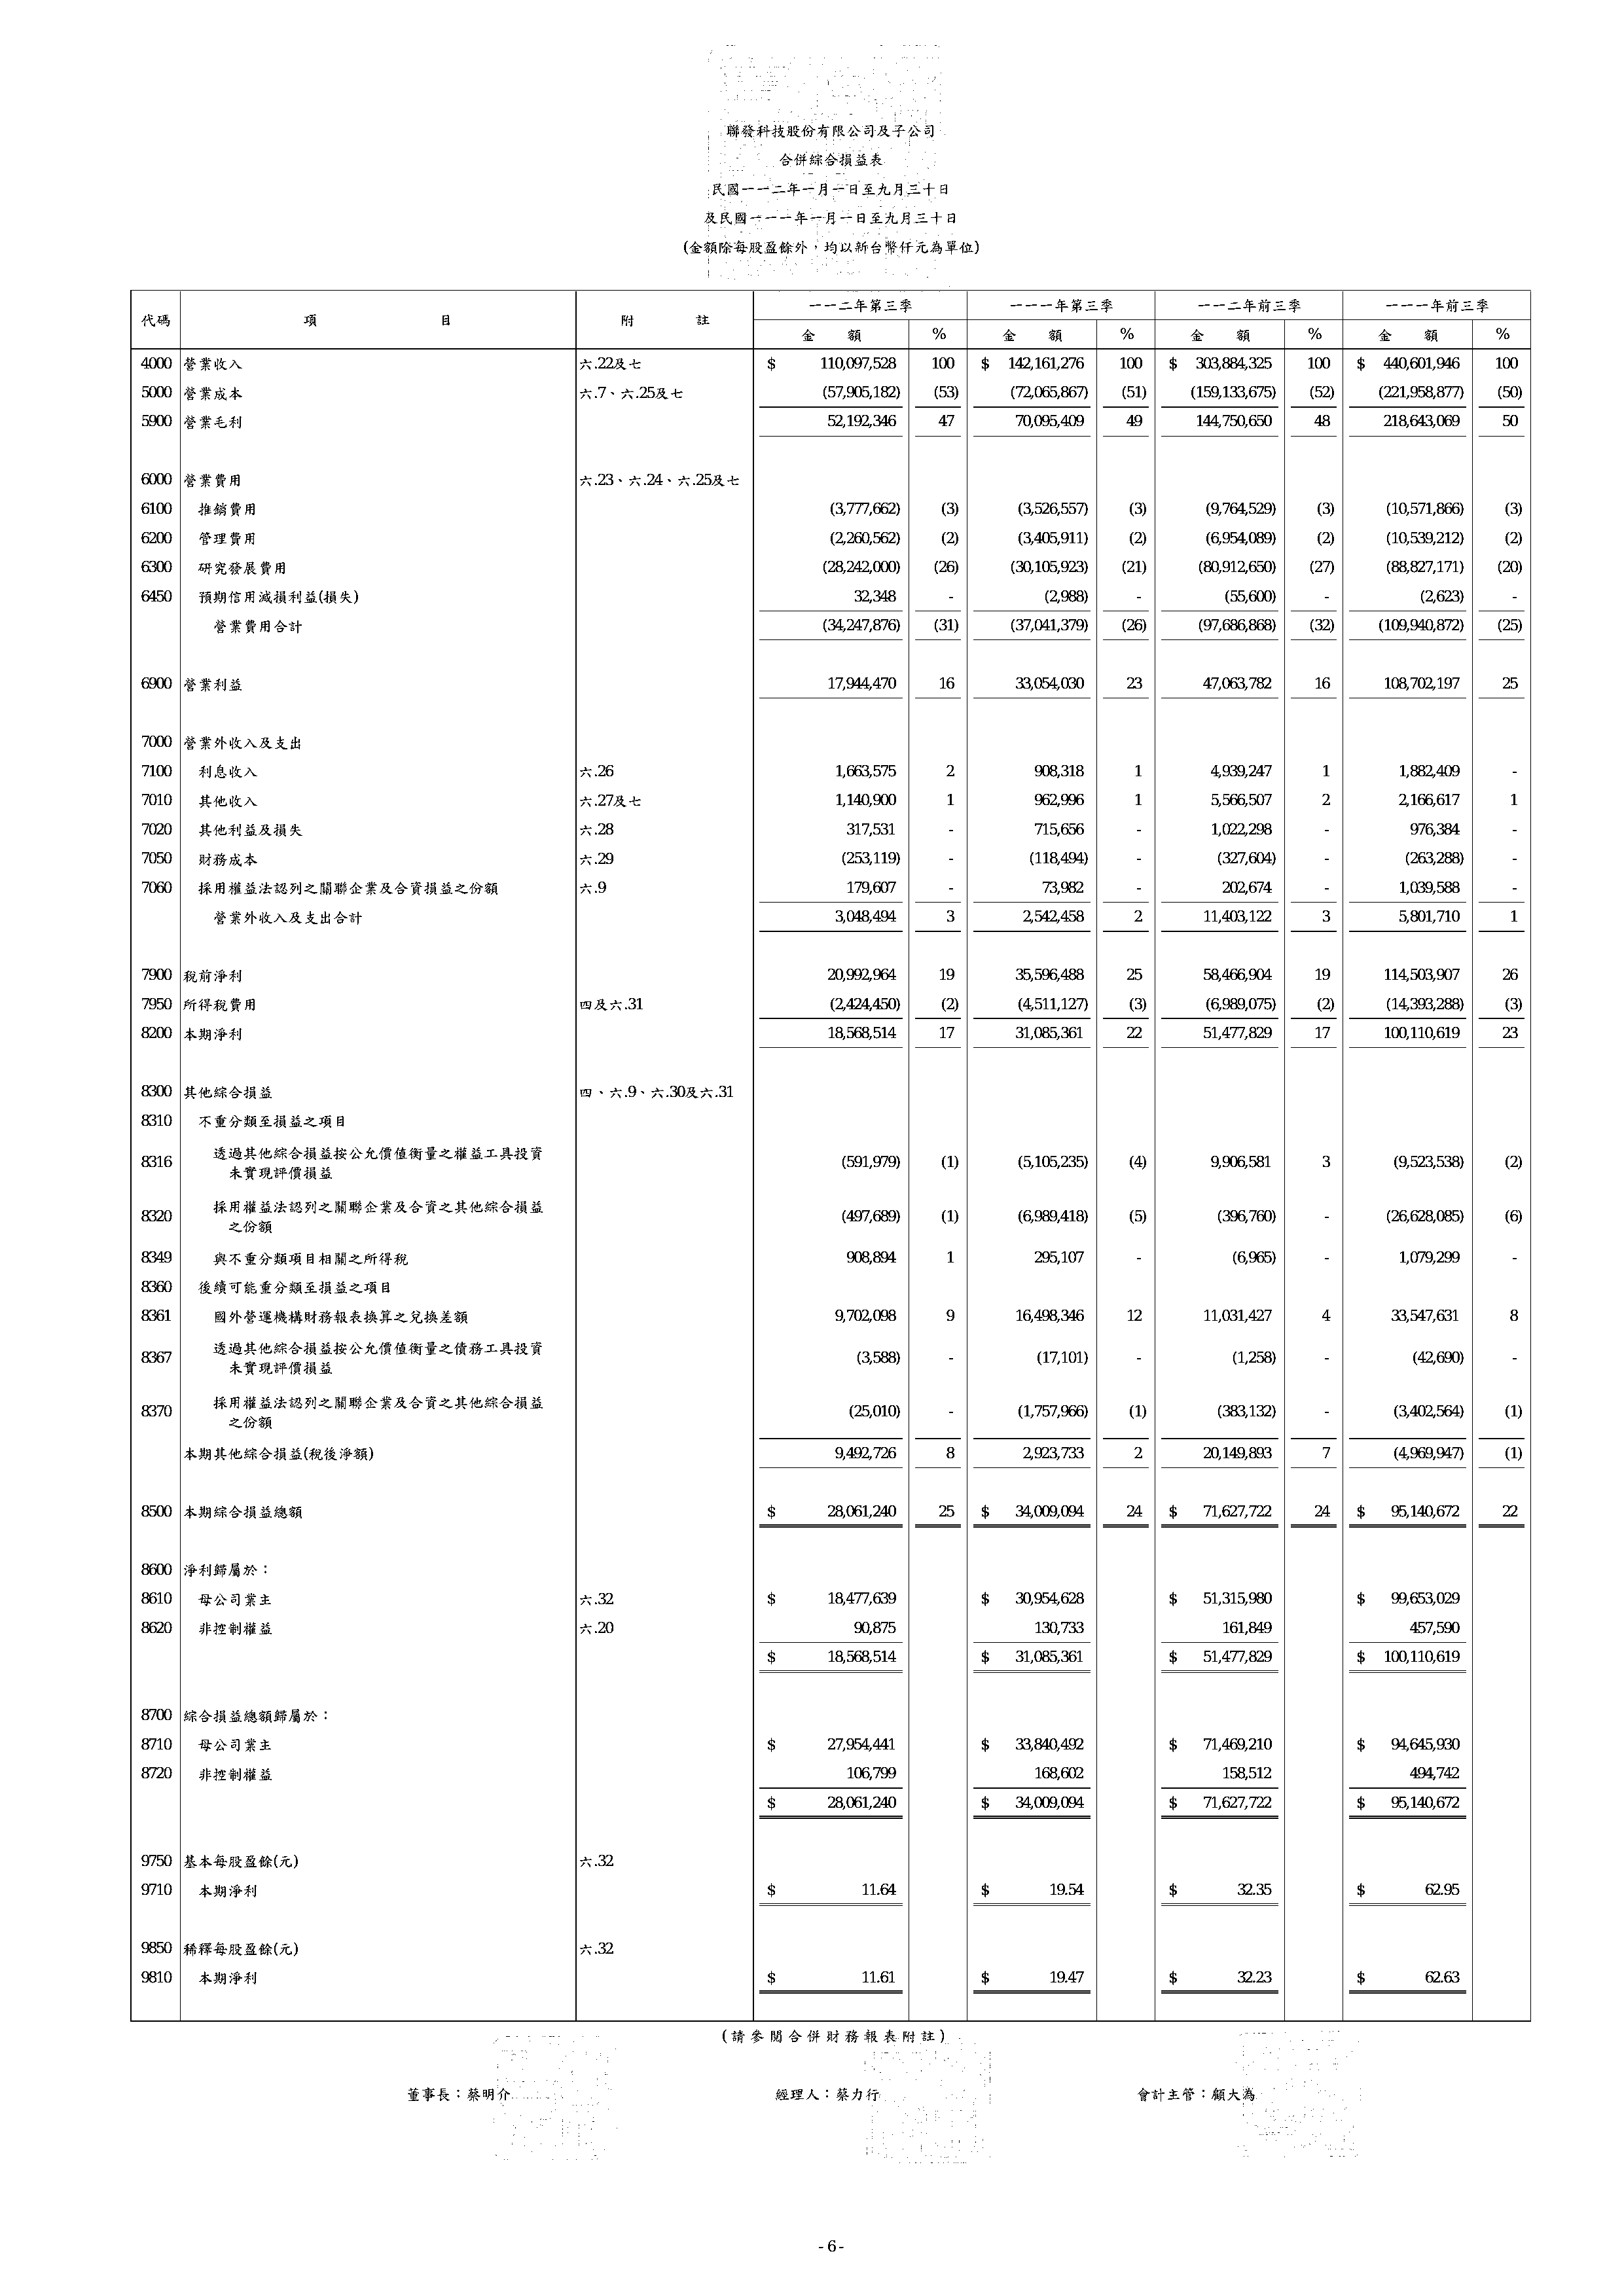 聯發科技股份有限公司及子公司
合併綜合損益表
民國一一二年一月一日至九月三十日
及民國一一一年一月一日至九月三十日
(金額除每股盈餘外，均以新台幣仟元為單位)
代碼 項 目 附 註 一一二年第三季 一一一年第三季 一一二年前三季 一一一年前三季
金 額 % 金 額 % 金 額 % 金 額 %
4000 營業收入 六.22及七 $ 110,097,528 100 $ 142,161,276 100 $ 303,884,325 100 $ 440,601,946 100
5000 營業成本 六.7、六.25及七 (57,905,182) (53) (72,065,867) (51) (159,133,675) (52) (221,958,877) (50)
5900 營業毛利 52,192,346 47 70,095,409 49 144,750,650 48 218,643,069 50
6000 營業費用 六.23、六.24、六.25及七
6100 推銷費用 (3,777,662) (3) (3,526,557) (3) (9,764,529) (3) (10,571,866) (3)
6200 管理費用 (2,260,562) (2) (3,405,911) (2) (6,954,089) (2) (10,539,212) (2)
6300 研究發展費用 (28,242,000) (26) (30,105,923) (21) (80,912,650) (27) (88,827,171) (20)
6450 預期信用減損利益(損失) 32,348 - (2,988) - (55,600) - (2,623) -
營業費用合計 (34,247,876) (31) (37,041,379) (26) (97,686,868) (32) (109,940,872) (25)
6900 營業利益 17,944,470 16 33,054,030 23 47,063,782 16 108,702,197 25
7000 營業外收入及支出
7100 利息收入 六.26 1,663,575 2 908,318 1 4,939,247 1 1,882,409 -
7010 其他收入 六.27及七 1,140,900 1 962,996 1 5,566,507 2 2,166,617 1
7020 其他利益及損失 六.28 317,531 - 715,656 - 1,022,298 - 976,384 -
7050 財務成本 六.29 (253,119) - (118,494) - (327,604) - (263,288) -
7060 採用權益法認列之關聯企業及合資損益之份額 六.9 179,607 - 73,982 - 202,674 - 1,039,588 -
營業外收入及支出合計 3,048,494 3 2,542,458 2 11,403,122 3 5,801,710 1
7900 稅前淨利 20,992,964 19 35,596,488 25 58,466,904 19 114,503,907 26
7950 所得稅費用 四及六.31 (2,424,450) (2) (4,511,127) (3) (6,989,075) (2) (14,393,288) (3)
8200 本期淨利 18,568,514 17 31,085,361 22 51,477,829 17 100,110,619 23
8300 其他綜合損益 四、六.9、六.30及六.31
8310 不重分類至損益之項目
8316 透過其他綜合損益按公允價值衡量之權益工具投資
未實現評價損益 (591,979) (1) (5,105,235) (4) 9,906,581 3 (9,523,538) (2)
8320 採用權益法認列之關聯企業及合資之其他綜合損益
之份額 (497,689) (1) (6,989,418) (5) (396,760) - (26,628,085) (6)
8349 與不重分類項目相關之所得稅 908,894 1 295,107 - (6,965) - 1,079,299 -
8360 後續可能重分類至損益之項目
8361 國外營運機構財務報表換算之兌換差額 9,702,098 9 16,498,346 12 11,031,427 4 33,547,631 8
8367 透過其他綜合損益按公允價值衡量之債務工具投資
未實現評價損益 (3,588) - (17,101) - (1,258) - (42,690) -
8370 採用權益法認列之關聯企業及合資之其他綜合損益
之份額 (25,010) - (1,757,966) (1) (383,132) - (3,402,564) (1)
本期其他綜合損益(稅後淨額) 9,492,726 8 2,923,733 2 20,149,893 7 (4,969,947) (1)
8500 本期綜合損益總額 $ 28,061,240 25 $ 34,009,094 24 $ 71,627,722 24 $ 95,140,672 22
8600 淨利歸屬於：
8610 母公司業主 六.32 $ 18,477,639 $ 30,954,628 $ 51,315,980 $ 99,653,029
8620 非控制權益 六.20 90,875 130,733 161,849 457,590
$ 18,568,514 $ 31,085,361 $ 51,477,829 $ 100,110,619
8700 綜合損益總額歸屬於：
8710 母公司業主 $ 27,954,441 $ 33,840,492 $ 71,469,210 $ 94,645,930
8720 非控制權益 106,799 168,602 158,512 494,742
$ 28,061,240 $ 34,009,094 $ 71,627,722 $ 95,140,672
9750 基本每股盈餘(元) 六.32
9710 本期淨利 $ 11.64 $ 19.54 $ 32.35 $ 62.95
9850 稀釋每股盈餘(元) 六.32
9810 本期淨利 $ 11.61 $ 19.47 $ 32.23 $ 62.63
(請參閱合併財務報表附註)
董事長：蔡明介 經理人：蔡力行 會計主管：顧大為
- 6 -